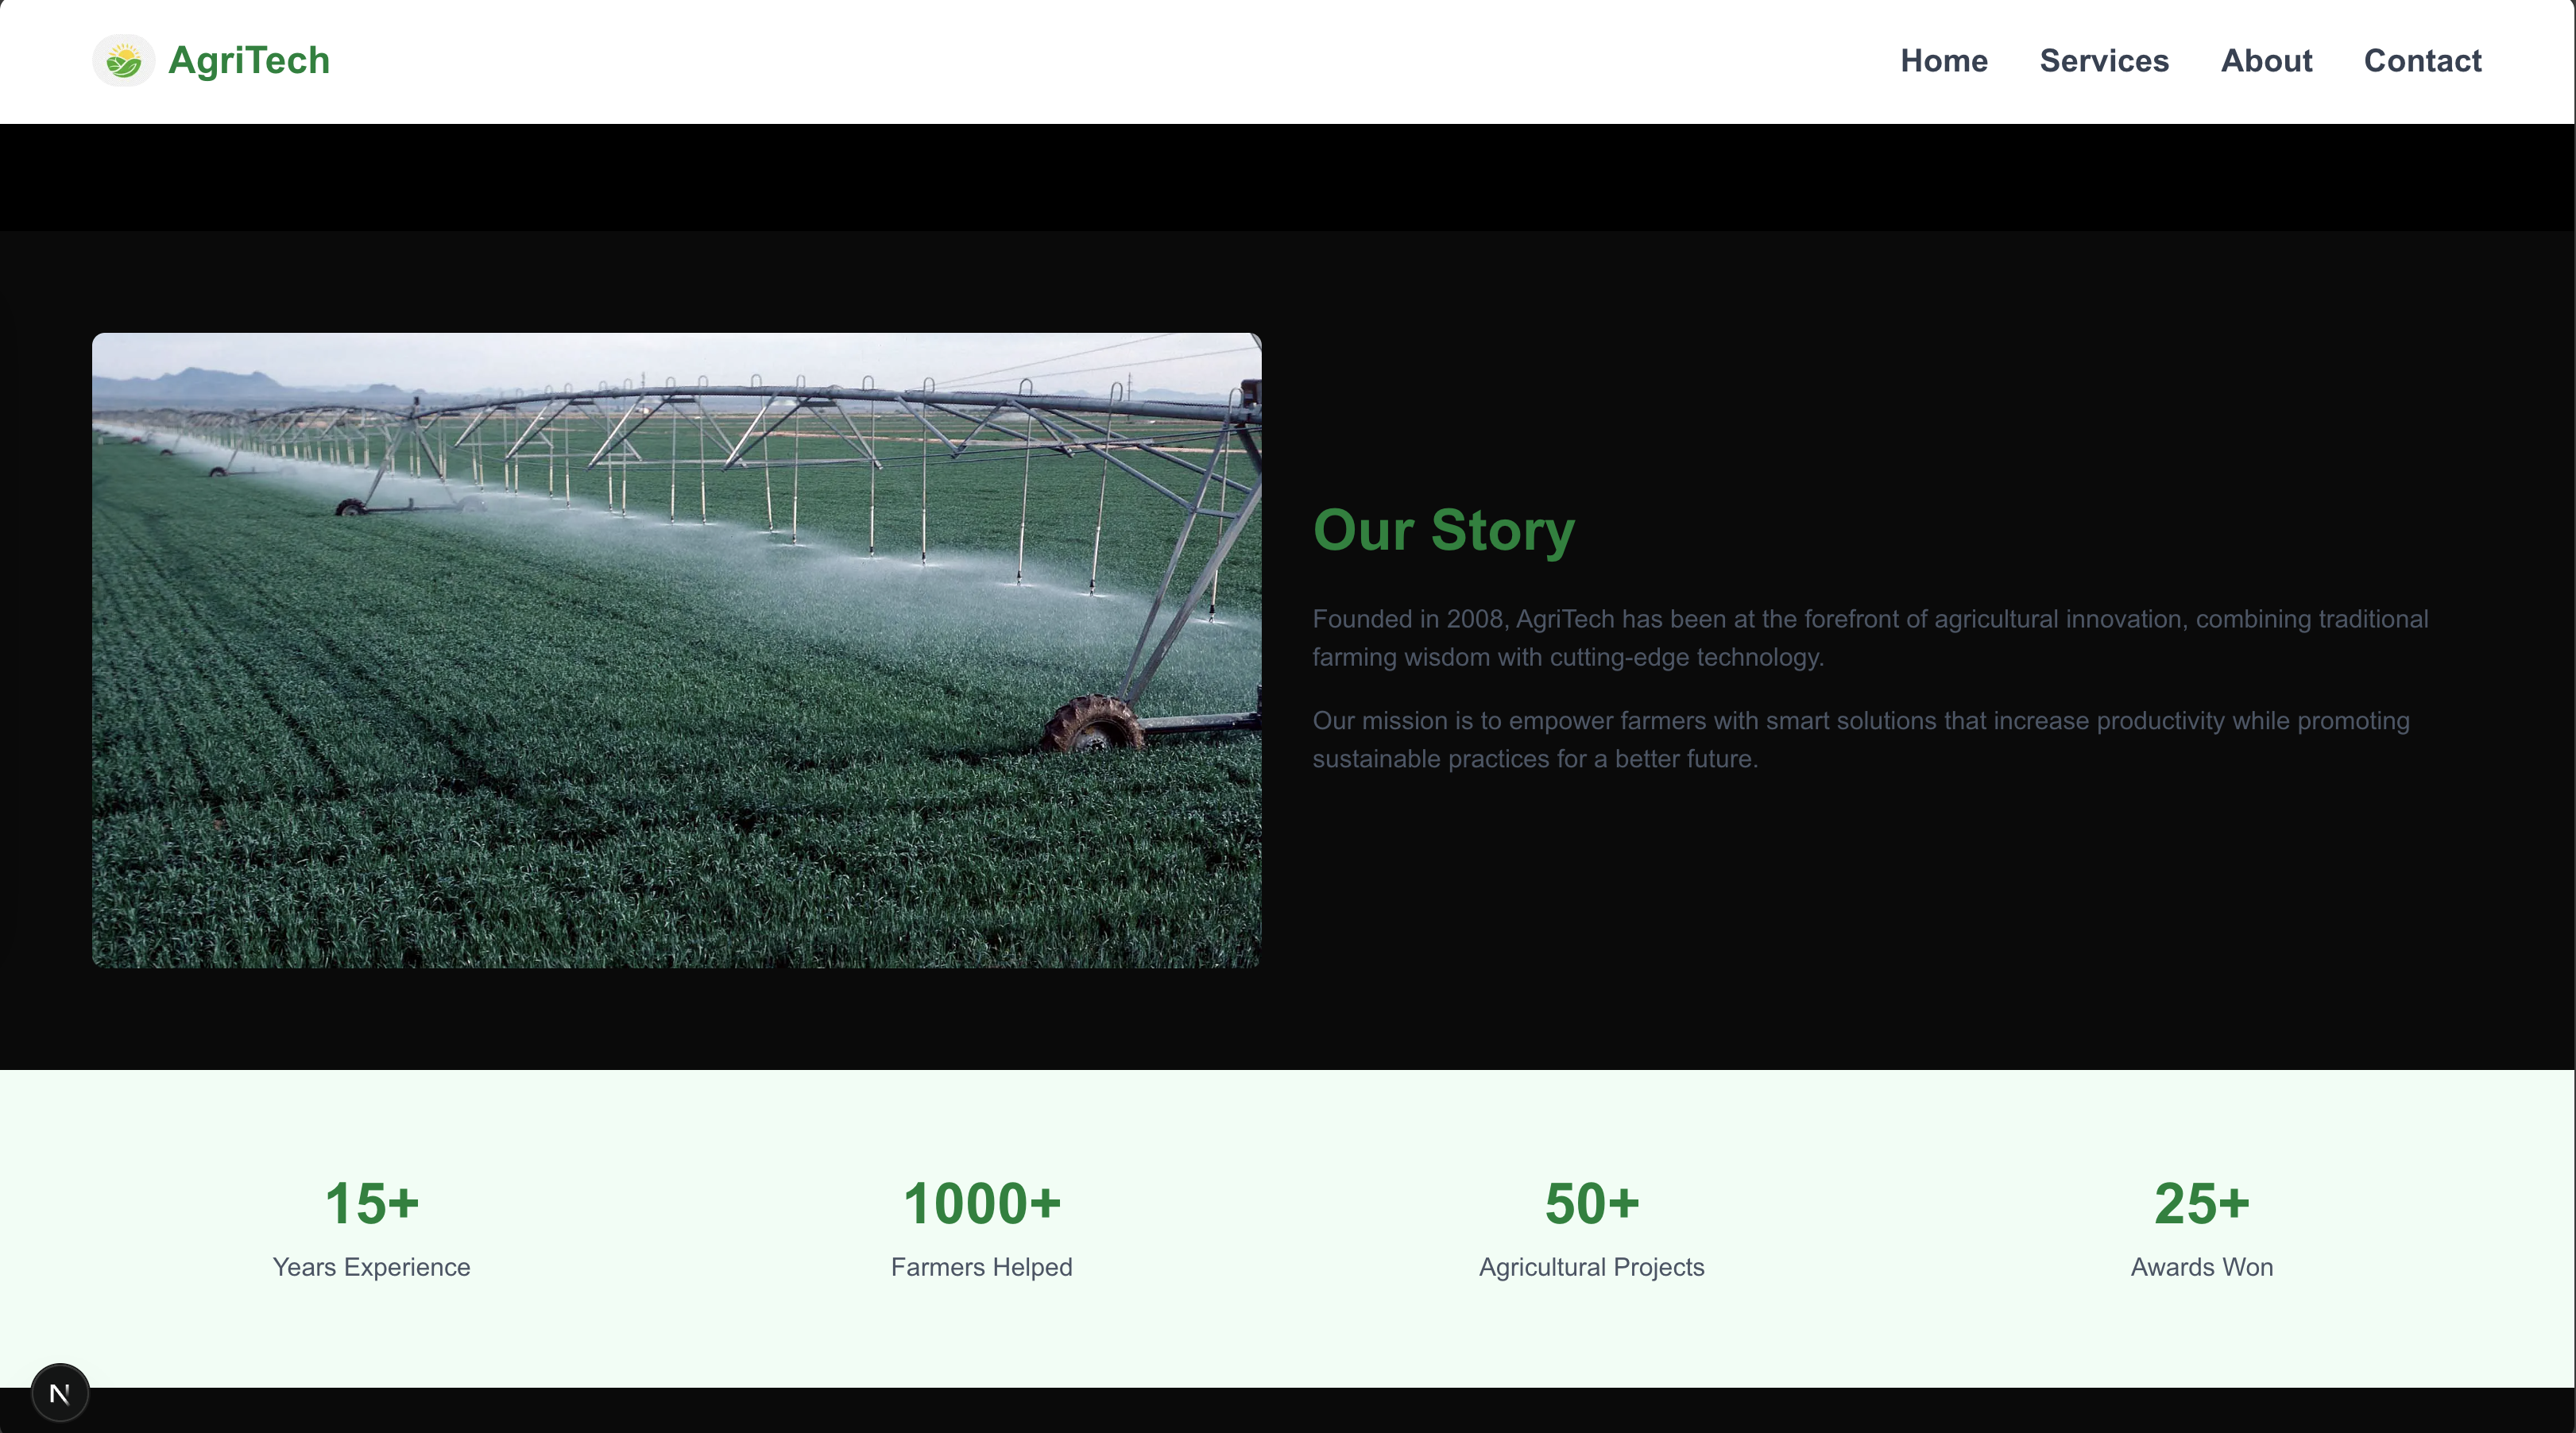 AgriTech
Home
Services
About
Contact
Our Story
Founded in 2008, AgriTech has been at the forefront of agricultural innovation, combining traditional
farming wisdom with cutting-edge technology.
Our mission is to empower farmers with smart solutions that increase productivity while promoting
sustainable practices for a better future.
15+
Years Experience
1000+
Farmers Helped
50+
Agricultural Projects
25+
Awards Won
N